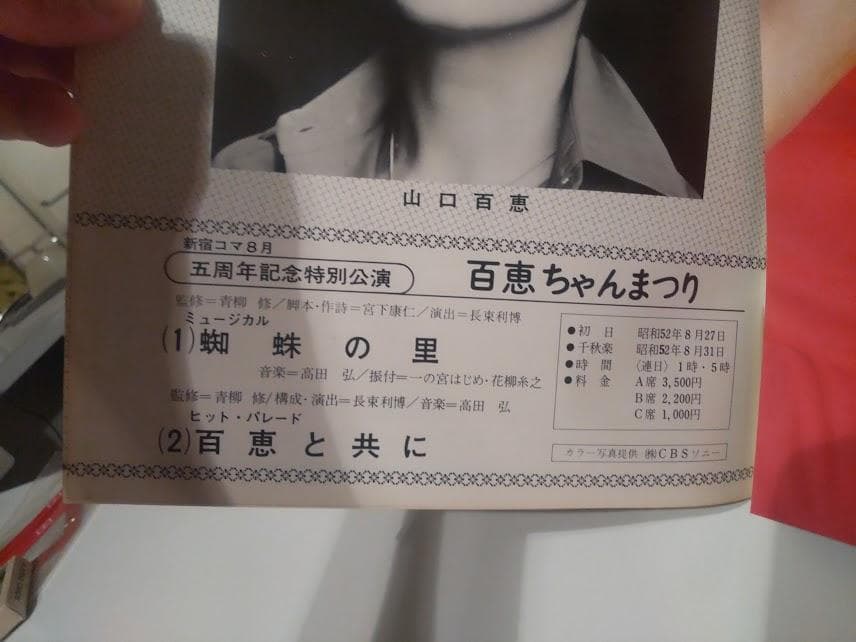 山口百恵
新宿コマ8月
五周年記念特別公演
百恵ちゃんまつり
監修=青柳 修/脚本・作詩=宮下康仁/演出=長束利博
ミュージカル
(1)蜘蛛の里
音楽=高田 弘/振付=一の宮はじめ・花柳糸之
監修=青柳 修/構成・演出=長束利博/音楽=高田 弘
ヒット・パレード
(2)百恵と共に
●初日 昭和52年8月27日
●千秋楽 昭和52年8月31日
●時間 〈連日〉1時・5時
●料金 A席 3,500円
B席 2,200円
C席 1,000円
カラー写真提供 ㈱CBSソニー